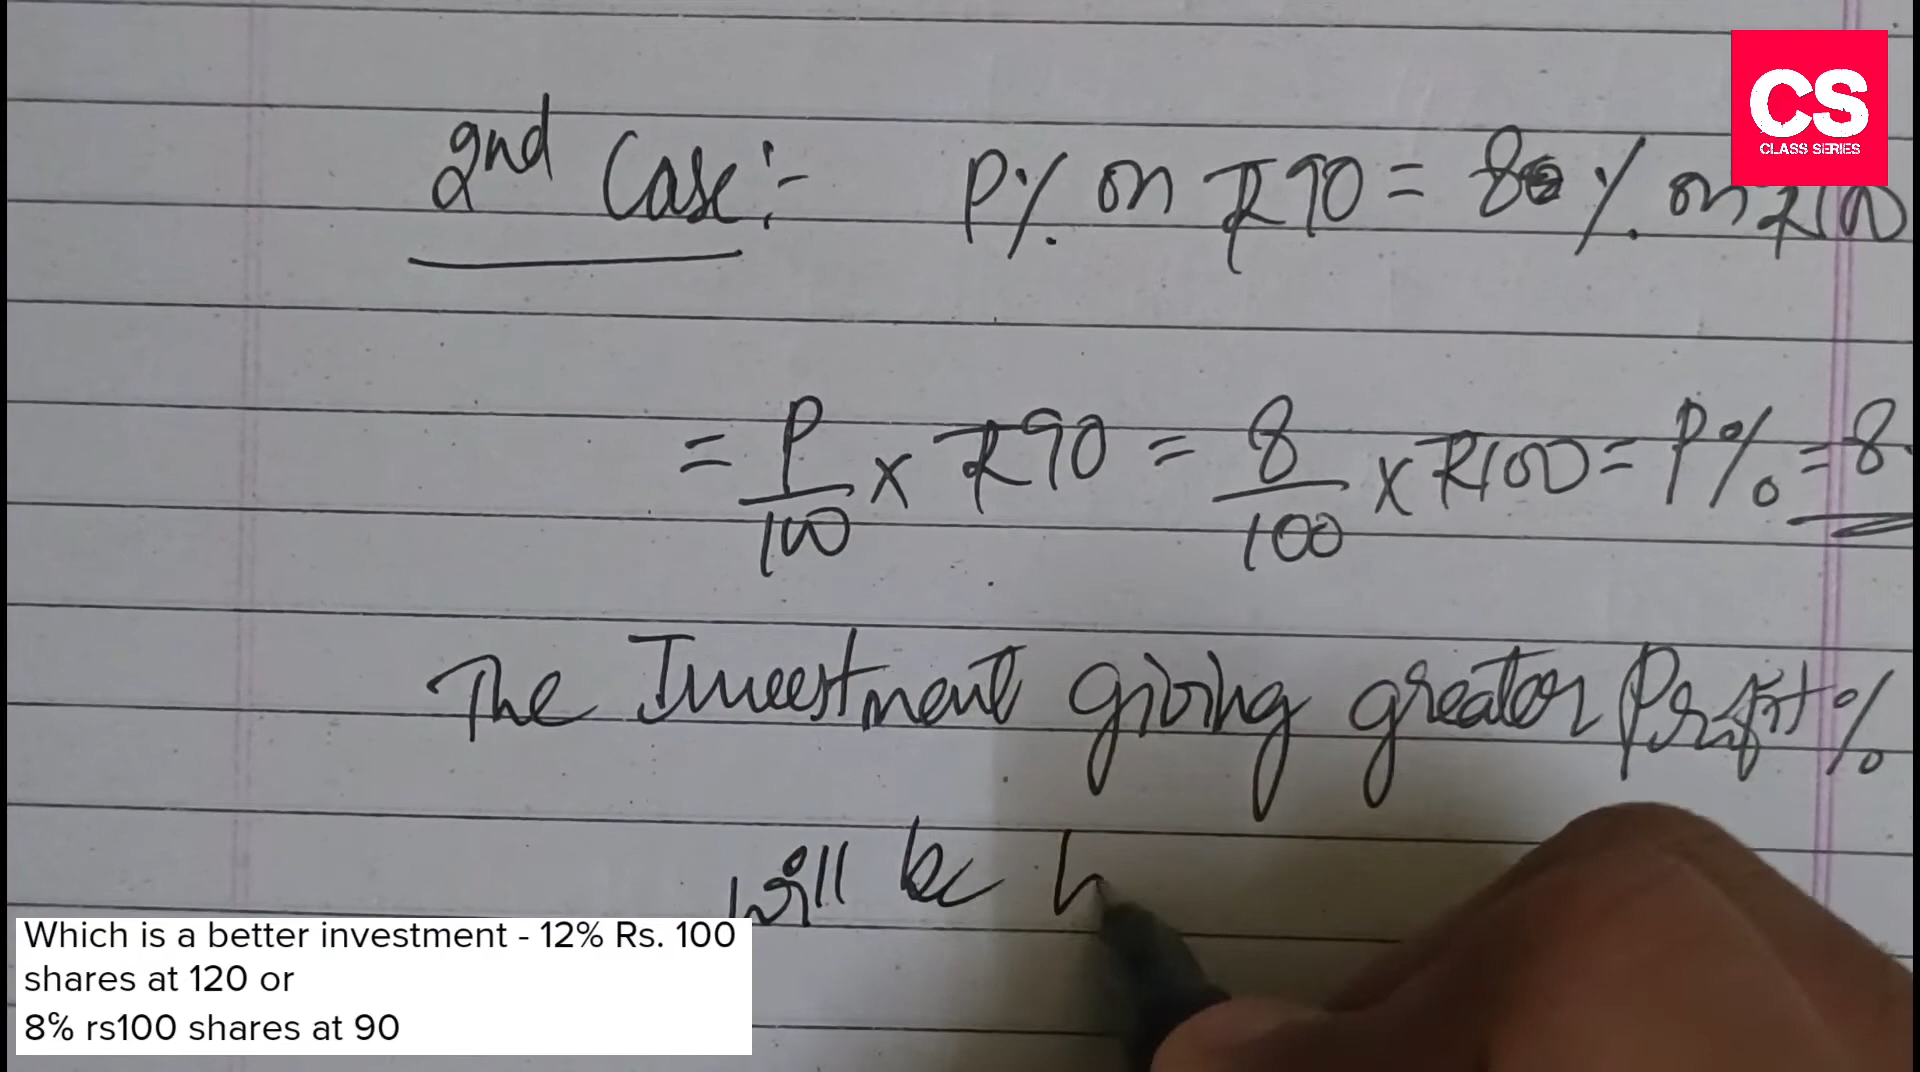 CS
CLASS SERIES
2nd Case:- P% on ₹90 = 8% on ₹100
= P/100 × ₹90 = 8/100 × ₹100 = P% = 8.
The Investment giving greater Profit%
will be
Which is a better investment - 12% Rs. 100
shares at 120 or
8% rs100 shares at 90